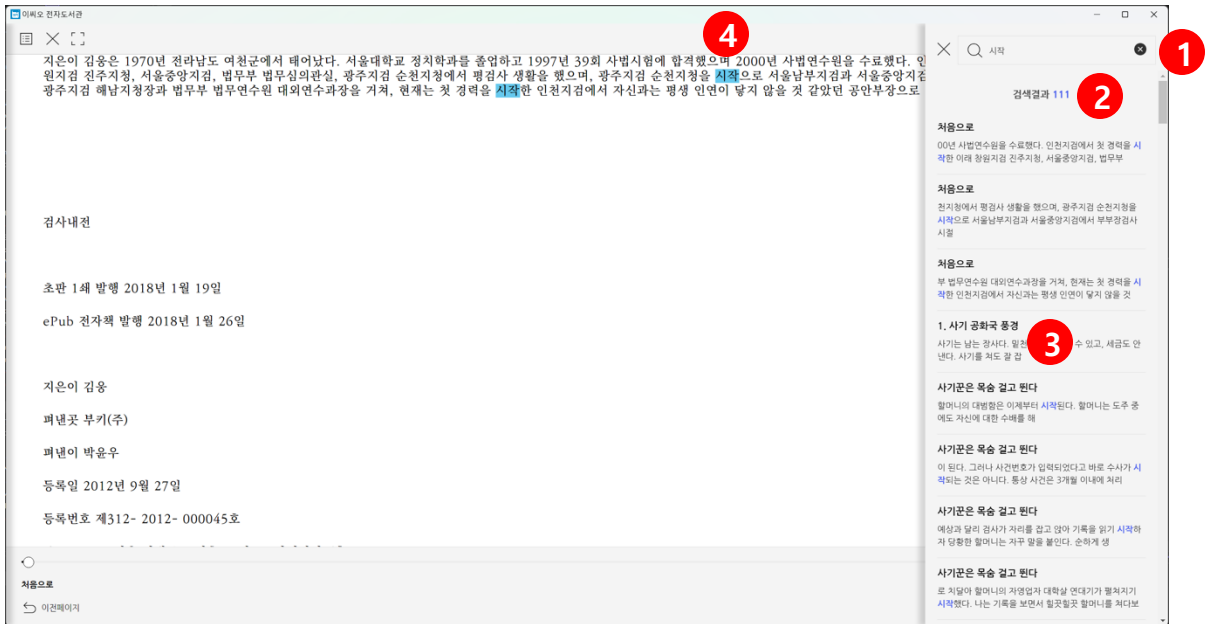 이씨오 전자도서관
지은이 김웅은 1970년 전라남도 여천군에서 태어났다. 서울대학교 정치학과를 졸업하고 1997년 39회 사법시험에 합격했으며 2000년 사법연수원을 수료했다. 인
원지검 진주지청, 서울중앙지검, 법무부 법무심의관실, 광주지검 순천지청에서 평검사 생활을 했으며, 광주지검 순천지청을 시작으로 서울남부지검과 서울중앙지검
광주지검 해남지청장과 법무부 법무연수원 대외연수과장을 거쳐, 현재는 첫 경력을 시작한 인천지검에서 자신과는 평생 인연이 닿지 않을 것 같았던 공안부장으로
검사내전
초판 1쇄 발행 2018년 1월 19일
ePub 전자책 발행 2018년 1월 26일
지은이 김웅
펴낸곳 부키(주)
펴낸이 박윤우
등록일 2012년 9월 27일
등록번호 제312- 2012- 000045호
처음으로
이전페이지
4
시작
1
검색결과 111
2
처음으로
00년 사법연수원을 수료했다. 인천지검에서 첫 경력을 시
작한 이래 창원지검 진주지청, 서울중앙지검, 법무부
처음으로
천지청에서 평검사 생활을 했으며, 광주지검 순천지청을
시작으로 서울남부지검과 서울중앙지검에서 부부장검사
시절
처음으로
부 법무연수원 대외연수과장을 거쳐, 현재는 첫 경력을 시
작한 인천지검에서 자신과는 평생 인연이 닿지 않을 것
1. 사기 공화국 풍경
사기는 남는 장사다. 밑천 수 있고, 세금도 안
낸다. 사기를 쳐도 잘 잡
3
사기꾼은 목숨 걸고 뛴다
할머니의 대범함은 이제부터 시작된다. 할머니는 도주 중
에도 자신에 대한 수배를 해
사기꾼은 목숨 걸고 뛴다
이 된다. 그러나 사건번호가 입력되었다고 바로 수사가 시
작되는 것은 아니다. 통상 사건은 3개월 이내에 처리
사기꾼은 목숨 걸고 뛴다
예상과 달리 검사가 자리를 잡고 앉아 기록을 읽기 시작하
자 당황한 할머니는 자꾸 말을 붙인다. 순하게 생
사기꾼은 목숨 걸고 뛴다
로 치달아 할머니의 자영업자 대학살 연대기가 펼쳐지기
시작했다. 나는 기록을 보면서 힐끗힐끗 할머니를 쳐다보